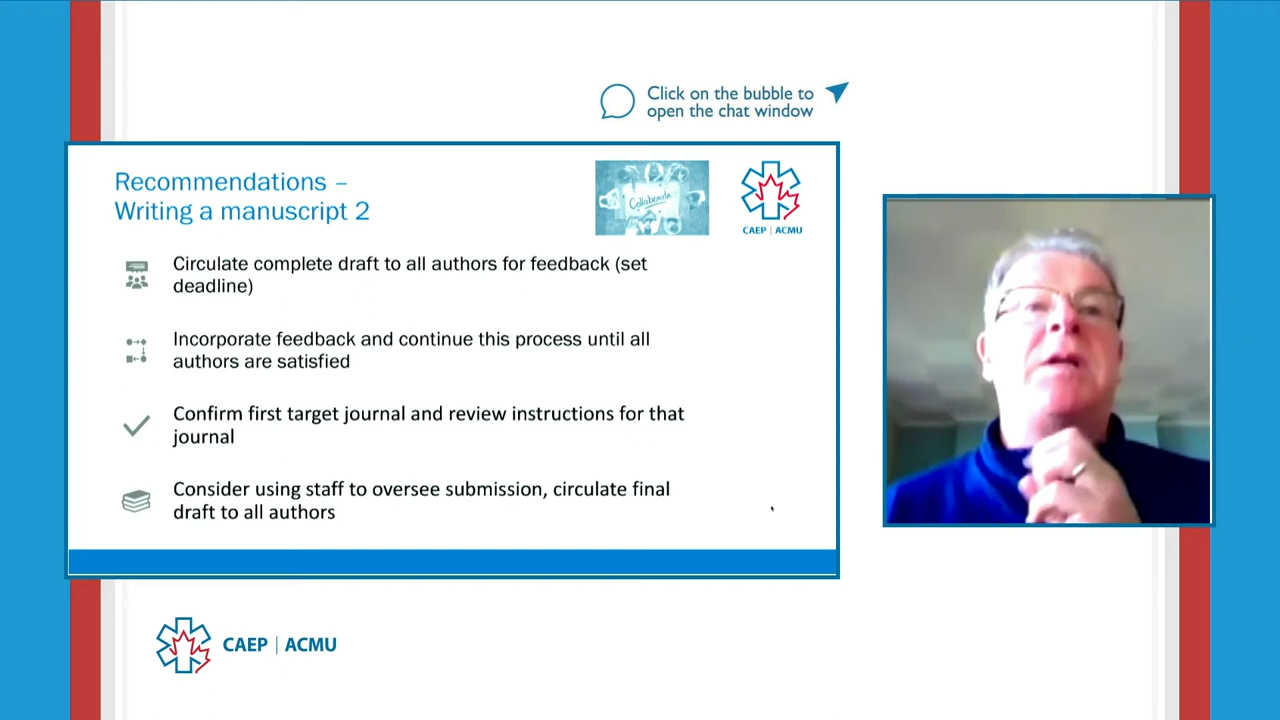 Click on the bubble to
open the chat window
Recommendations –
Writing a manuscript 2
Collaborate
CAEP | ACMU
Circulate complete draft to all authors for feedback (set
deadline)
Incorporate feedback and continue this process until all
authors are satisfied
Confirm first target journal and review instructions for that
journal
Consider using staff to oversee submission, circulate final
draft to all authors
CAEP | ACMU